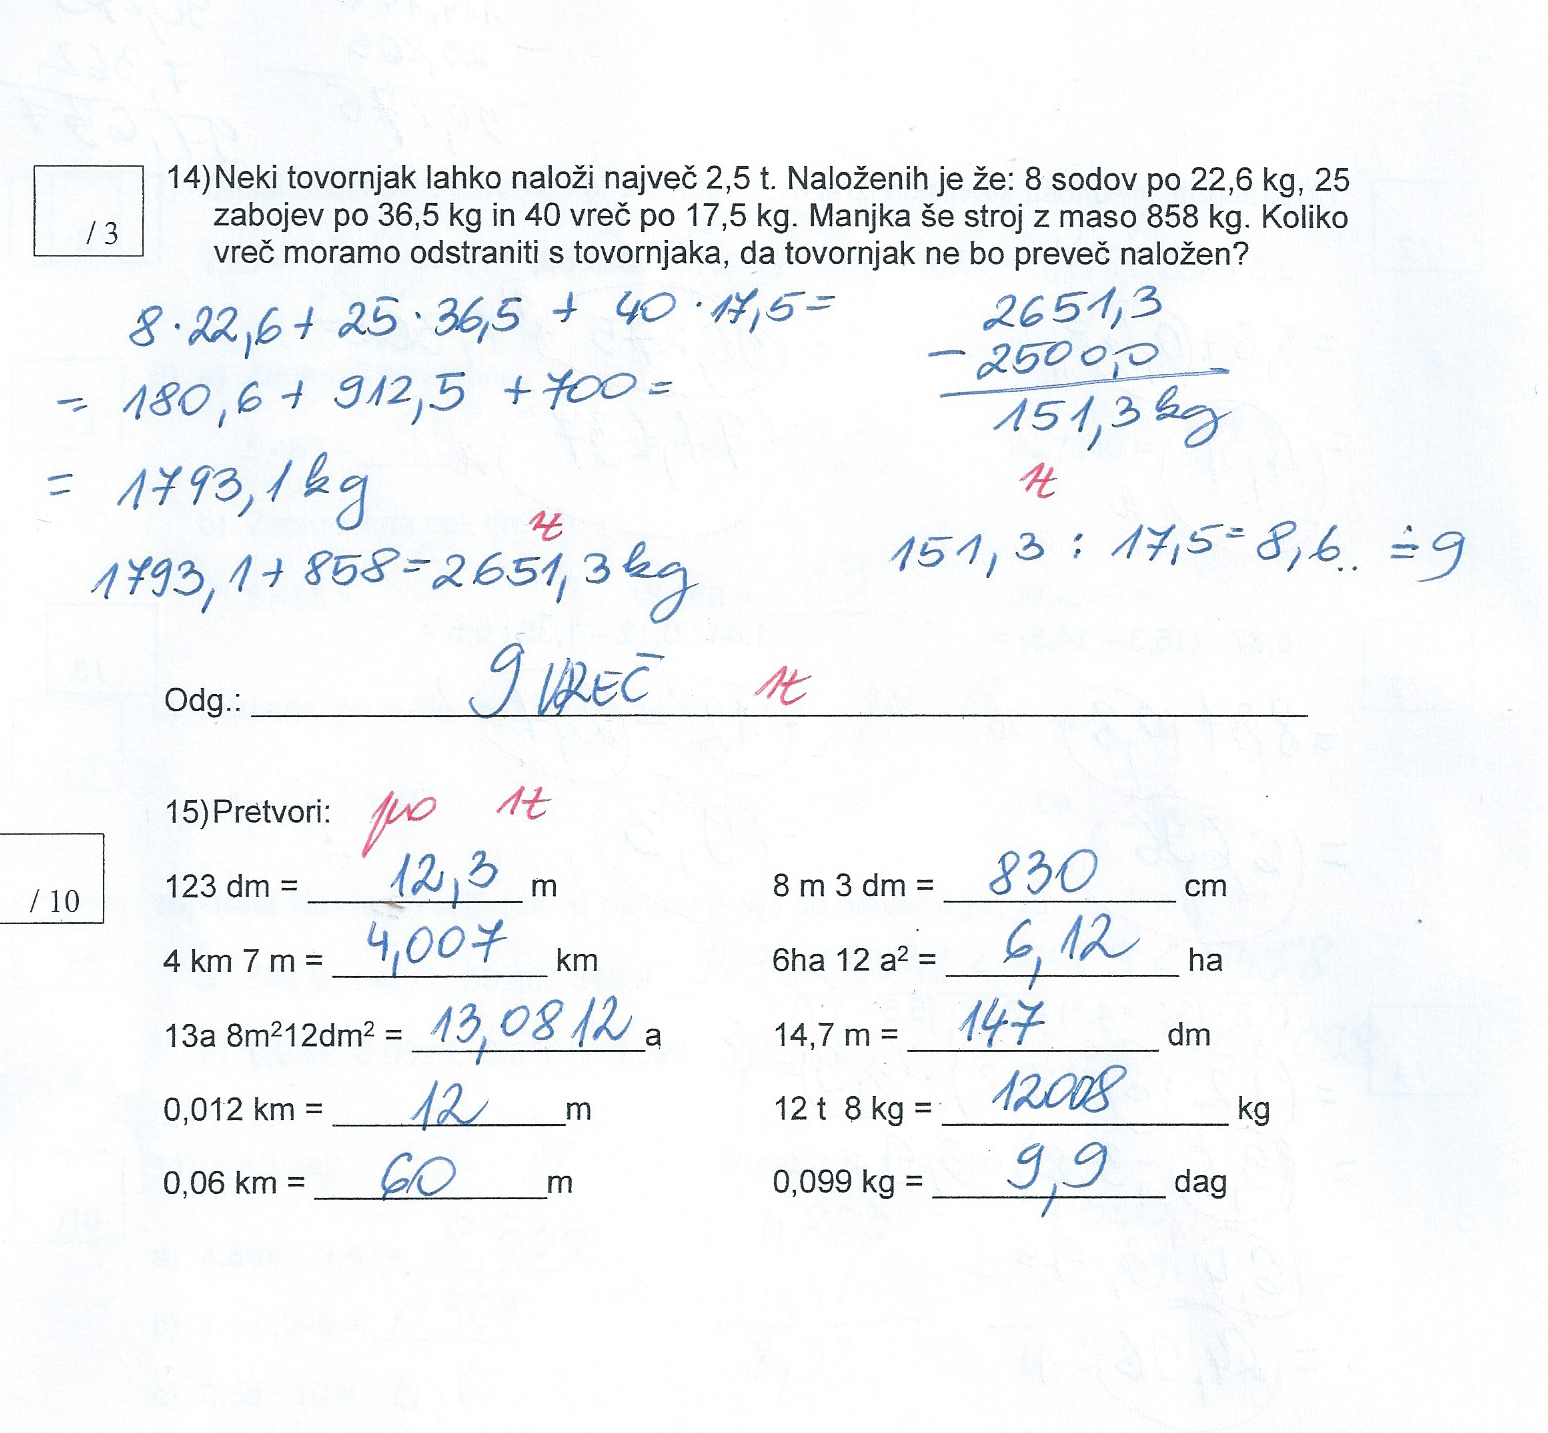 14) Neki tovornjak lahko naloži največ 2,5 t. Naloženih je že: 8 sodov po 22,6 kg, 25
/ 3
zabojev po 36,5 kg in 40 vreč po 17,5 kg. Manjka še stroj z maso 858 kg. Koliko
vreč moramo odstraniti s tovornjaka, da tovornjak ne bo preveč naložen?
8·22,6 + 25·36,5 + 40·17,5 =
= 180,6 + 912,5 + 700 =
= 1793,1 kg
1t
1793,1 + 858 = 2651,3 kg
2651,3
- 2500,0
151,3 kg
1t
151,3 : 17,5 = 8,6.. ≐ 9
Odg.: 9 VREČ 1t
15) Pretvori: po 1t
/ 10
123 dm = 12,3 m
8 m 3 dm = 830 cm
4 km 7 m = 4,007 km
6ha 12 a² = 6,12 ha
13a 8m²12dm² = 13,0812 a
14,7 m = 147 dm
0,012 km = 12 m
12 t 8 kg = 12008 kg
0,06 km = 60 m
0,099 kg = 9,9 dag